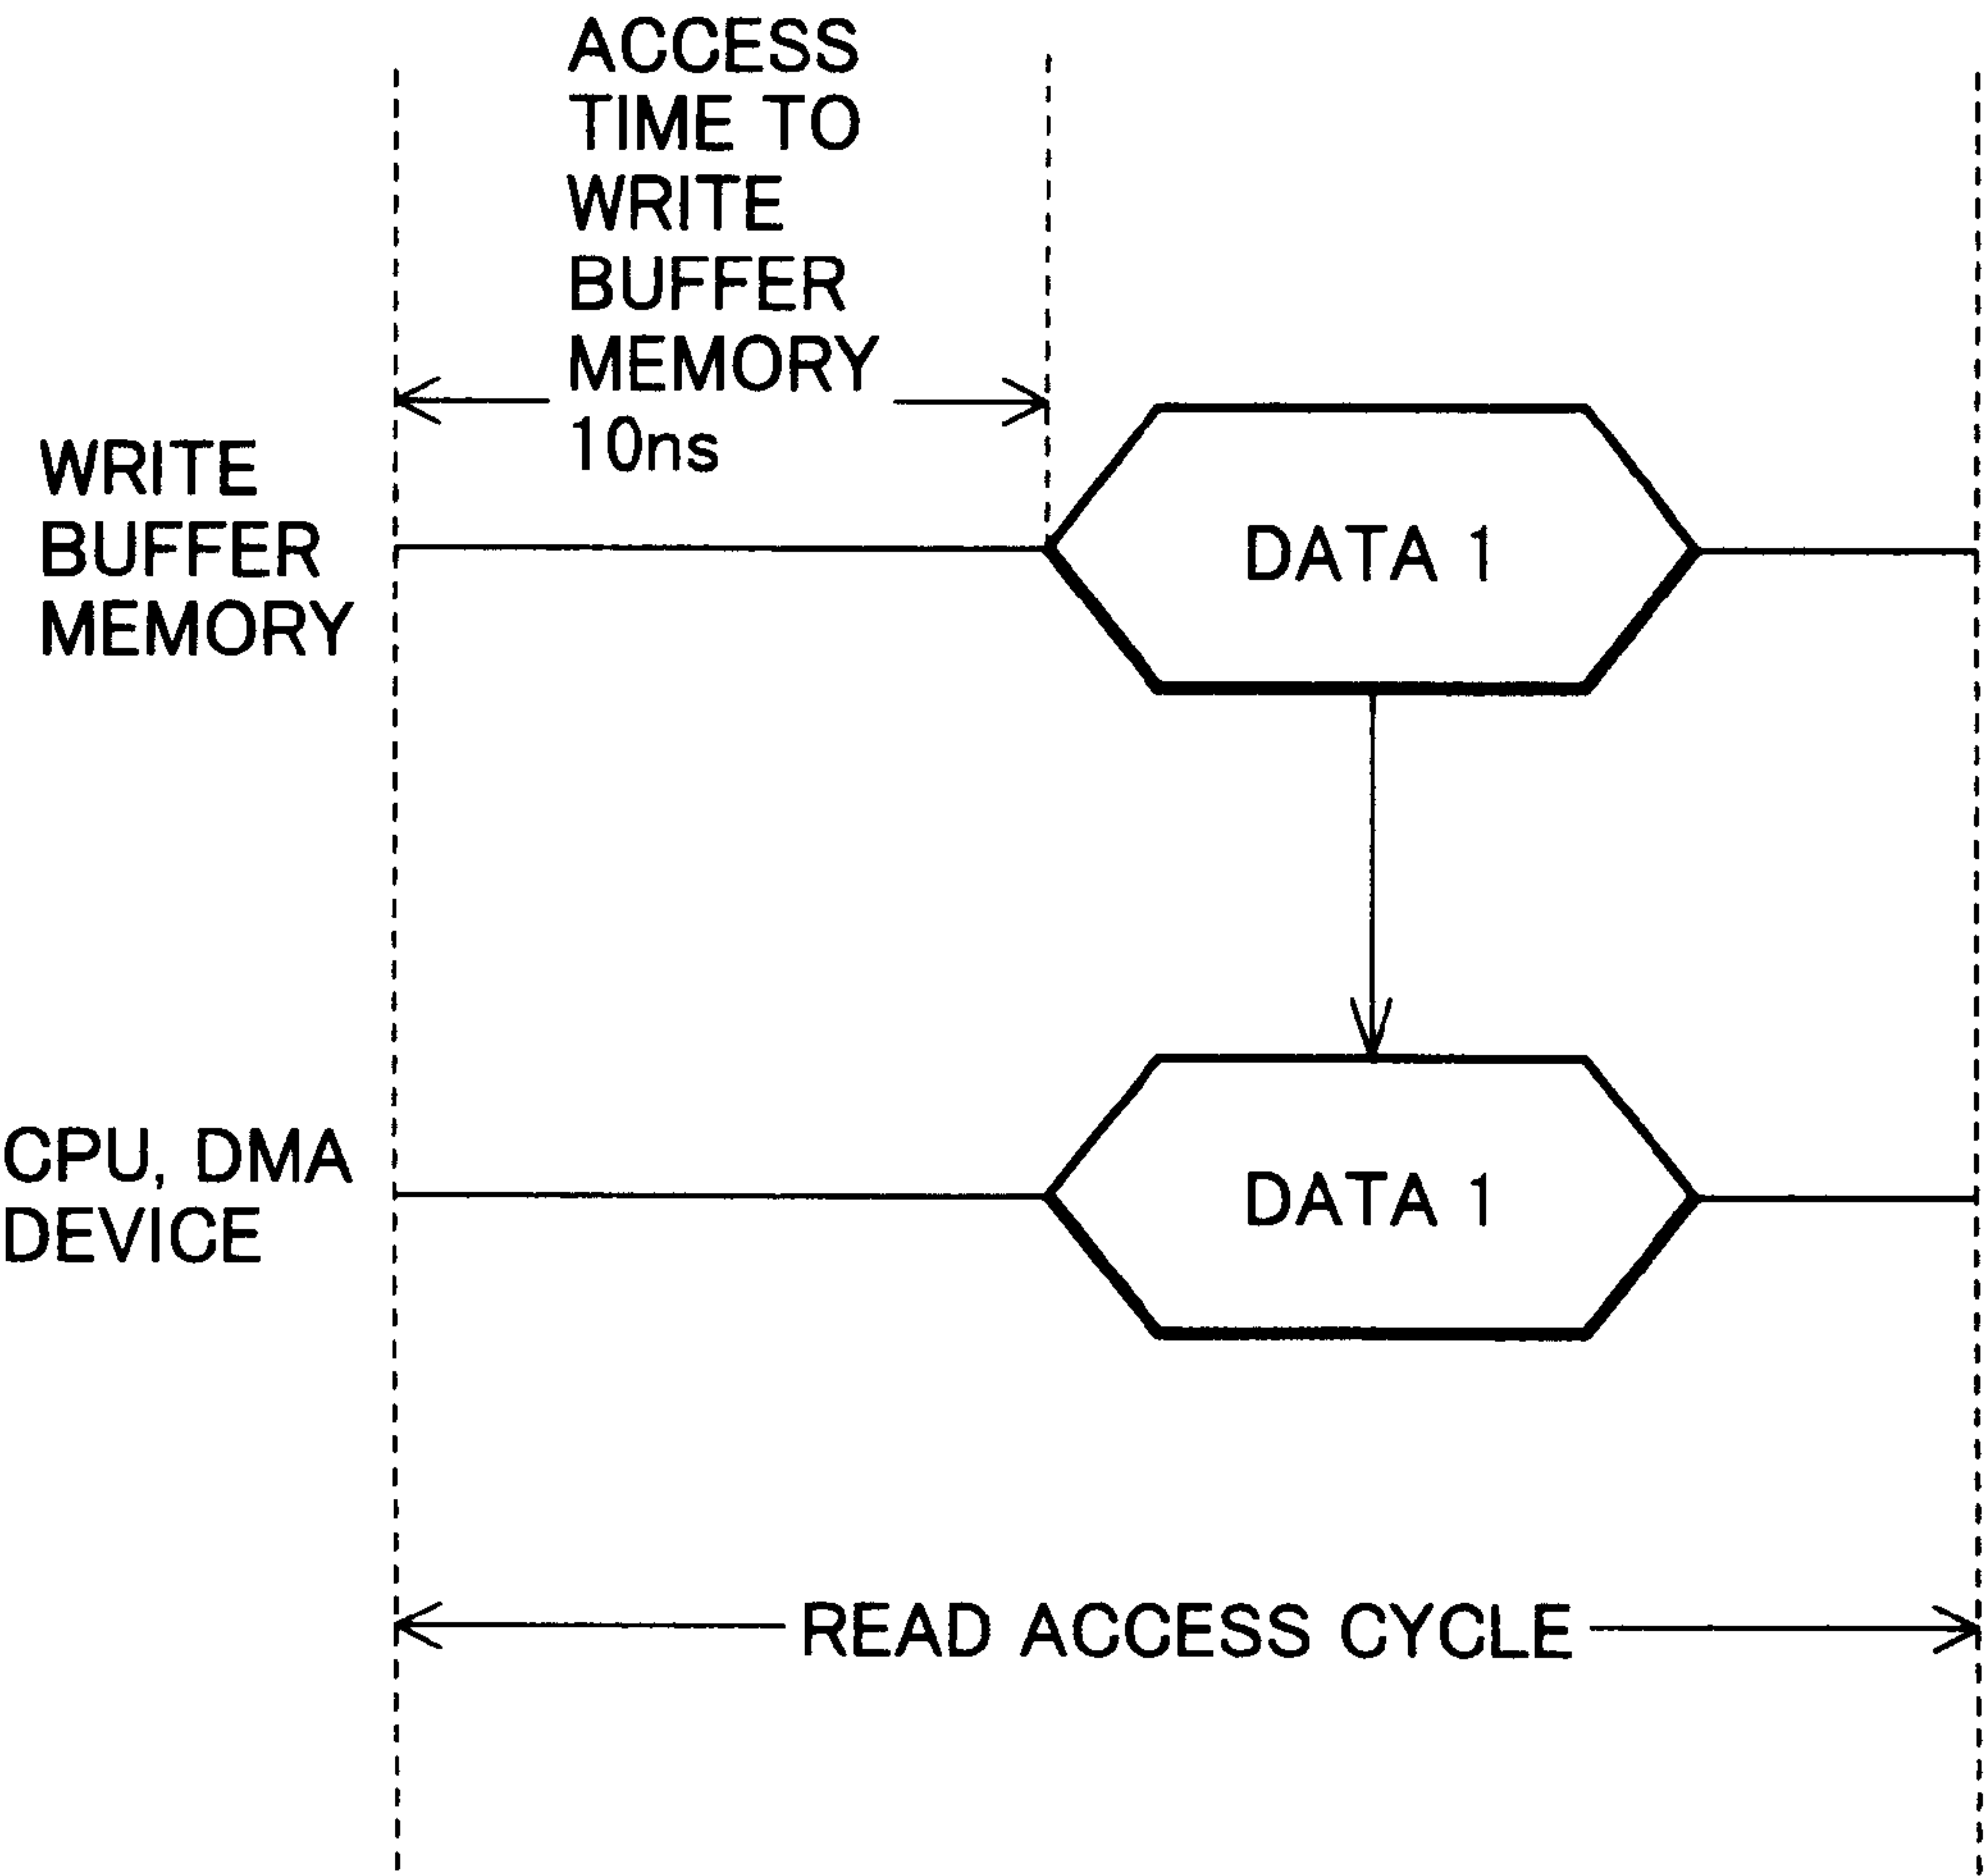 ACCESS
TIME TO
WRITE
BUFFER
MEMORY
10ns
WRITE
BUFFER
MEMORY
DATA 1
CPU, DMA
DEVICE
DATA 1
READ ACCESS CYCLE